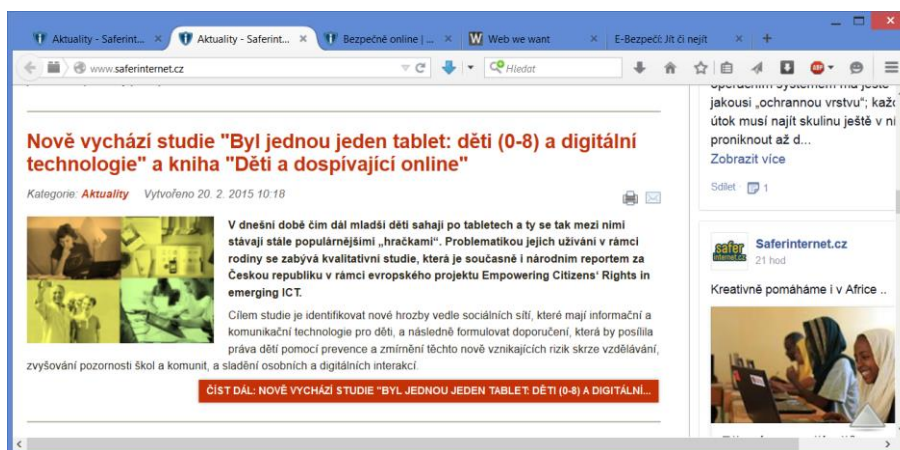 Aktuality - Saferint...
Aktuality - Saferint...
Bezpečně online | ...
Web we want
E-Bezpečí: Jít či nejít
www.saferinternet.cz
Hledat
ABP
Nově vychází studie "Byl jednou jeden tablet: děti (0-8) a digitální
technologie" a kniha "Děti a dospívající online"
Kategorie: Aktuality Vytvořeno 20. 2. 2015 10:18
V dnešní době čím dál mladší děti sahají po tabletech a ty se tak mezi nimi
stávají stále populárnějšími „hračkami“. Problematikou jejich užívání v rámci
rodiny se zabývá kvalitativní studie, která je současně i národním reportem za
Českou republiku v rámci evropského projektu Empowering Citizens‘ Rights in
emerging ICT.
Cílem studie je identifikovat nové hrozby vedle sociálních sítí, které mají informační a
komunikační technologie pro děti, a následně formulovat doporučení, která by posílila
práva dětí pomocí prevence a zmírnění těchto nově vznikajících rizik skrze vzdělávání,
zvyšování pozornosti škol a komunit, a sladění osobních a digitálních interakcí.
ČÍST DÁL: NOVĚ VYCHÁZÍ STUDIE "BYL JEDNOU JEDEN TABLET: DĚTI (0-8) A DIGITÁLNÍ...
operačním systémem má ještě
jakousi „ochrannou vrstvu“; každ
útok musí najít skulinu ještě v ní
proniknout až d...
Zobrazit více
Sdílet · 1
safer
internet.cz
Saferinternet.cz
21 hod
Kreativně pomáháme i v Africe ..